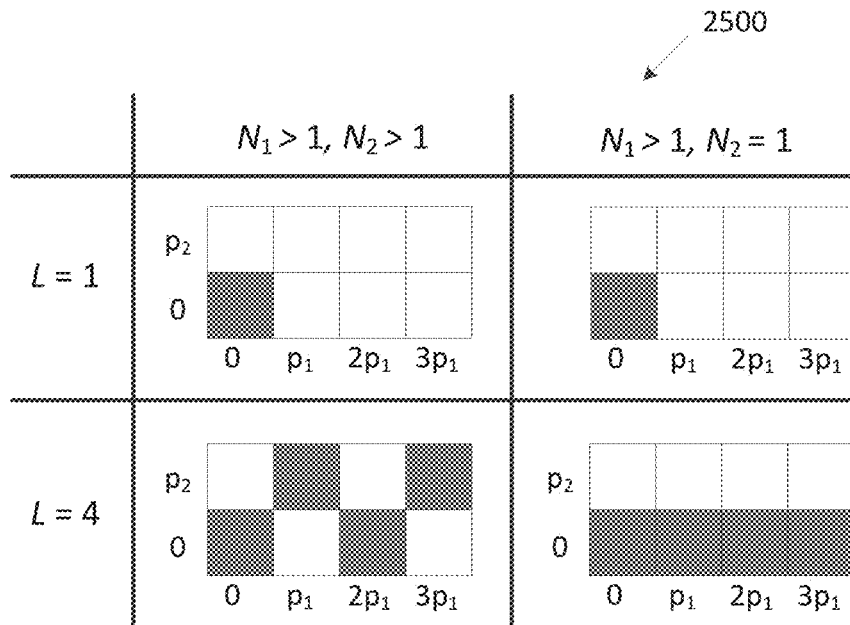 2500
N₁ > 1, N₂ > 1
N₁ > 1, N₂ = 1
L = 1
p₂
0
0 p₁ 2p₁ 3p₁
0 p₁ 2p₁ 3p₁
L = 4
p₂
0
0 p₁ 2p₁ 3p₁
p₂
0
0 p₁ 2p₁ 3p₁